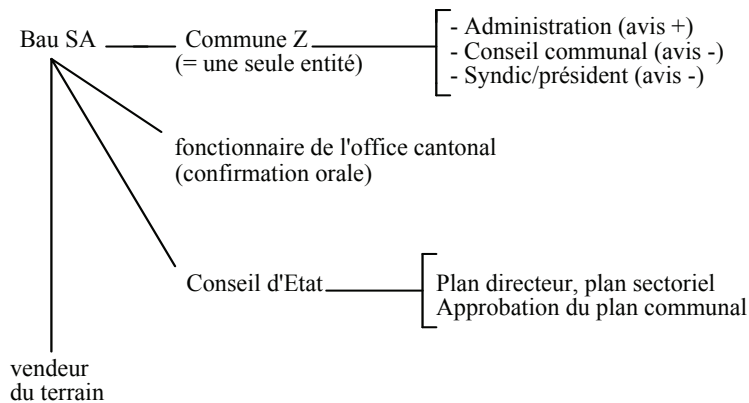 Bau SA
Commune Z
(= une seule entité)
- Administration (avis +)
- Conseil communal (avis -)
- Syndic/président (avis -)
fonctionnaire de l'office cantonal
(confirmation orale)
Conseil d'Etat
Plan directeur, plan sectoriel
Approbation du plan communal
vendeur
du terrain